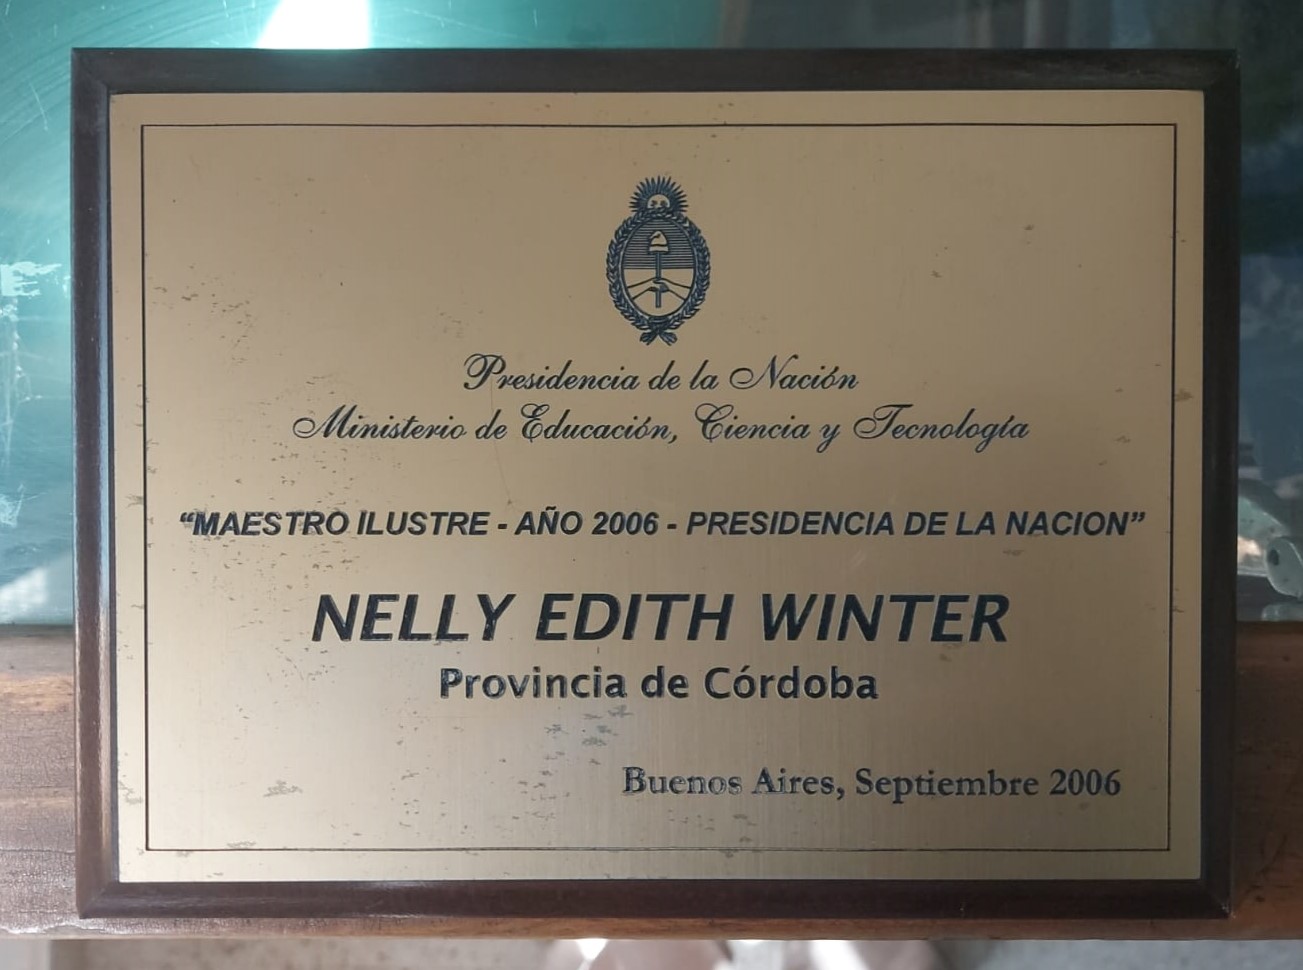 Presidencia de la Nación
Ministerio de Educación, Ciencia y Tecnología
“MAESTRO ILUSTRE - AÑO 2006 - PRESIDENCIA DE LA NACION”
NELLY EDITH WINTER
Provincia de Córdoba
Buenos Aires, Septiembre 2006